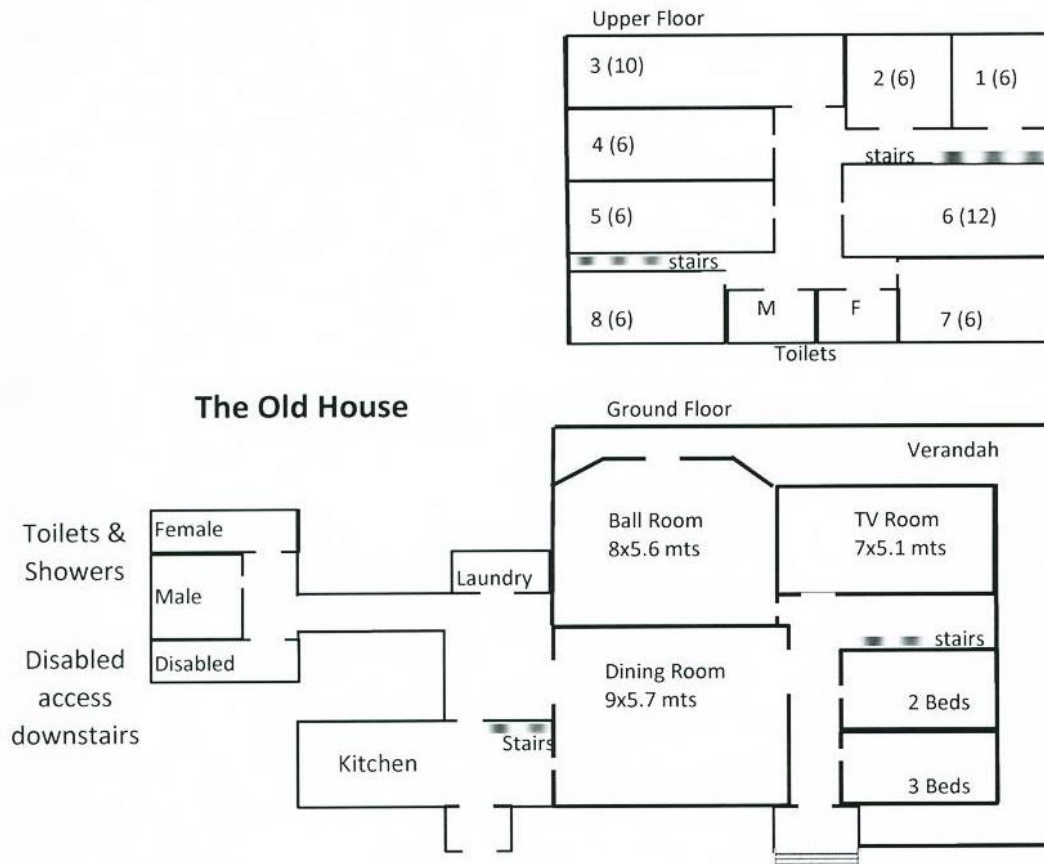 Upper Floor
3 (10)
2 (6)
1 (6)
4 (6)
stairs
5 (6)
6 (12)
stairs
8 (6)
M
F
7 (6)
Toilets
The Old House
Ground Floor
Verandah
Toilets &
Showers
Female
Ball Room
8x5.6 mts
TV Room
7x5.1 mts
Laundry
Male
Disabled
access
downstairs
Disabled
stairs
Dining Room
9x5.7 mts
2 Beds
Stairs
Kitchen
3 Beds